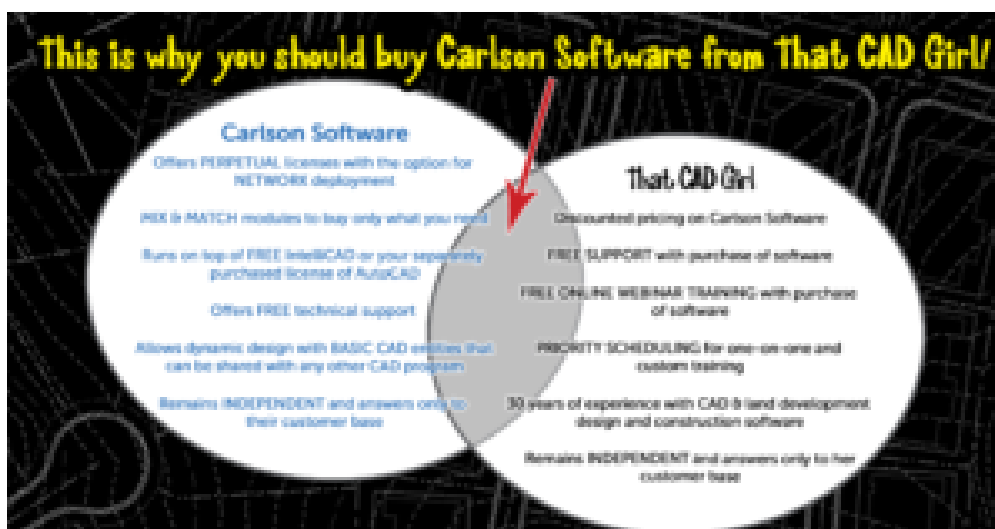 This is why you should buy Carlson Software from That CAD Girl!
Carlson Software
Offers PERPETUAL licenses with the option for
NETWORK deployment
MIX & MATCH modules to buy only what you need
Runs on top of FREE IntelliCAD or your separately
purchased license of AutoCAD
Offers FREE technical support
Allows dynamic design with BASIC CAD entities that
can be shared with any other CAD program
Remains INDEPENDENT and answers only to
their customer base
That CAD Girl
Discounted pricing on Carlson Software
FREE SUPPORT with purchase of software
FREE ONLINE WEBINAR TRAINING with purchase
of software
PRIORITY SCHEDULING for one-on-one and
custom training
30 years of experience with CAD & land development
design and construction software
Remains INDEPENDENT and answers only to her
customer base